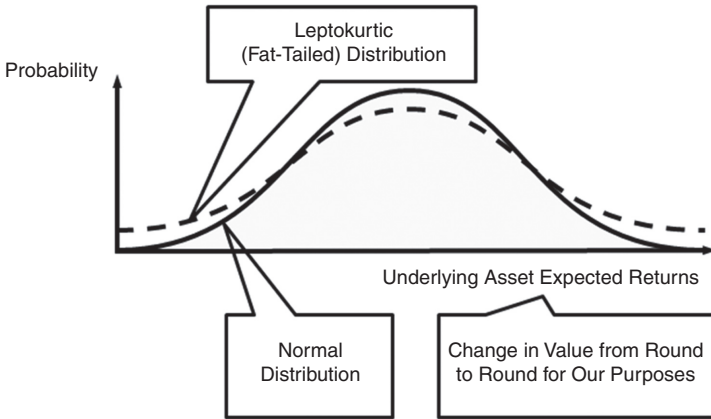 Leptokurtic
(Fat-Tailed) Distribution
Probability
Underlying Asset Expected Returns
Normal
Distribution
Change in Value from Round
to Round for Our Purposes